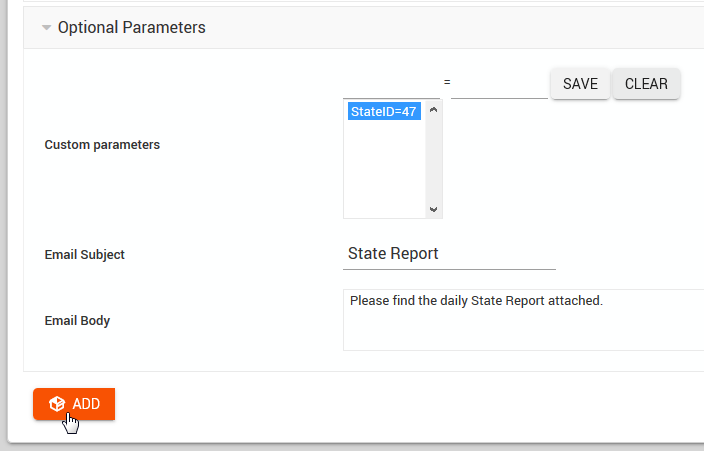 Optional Parameters
= SAVE CLEAR
StateID=47
Custom parameters
Email Subject State Report
Please find the daily State Report attached.
Email Body
ADD